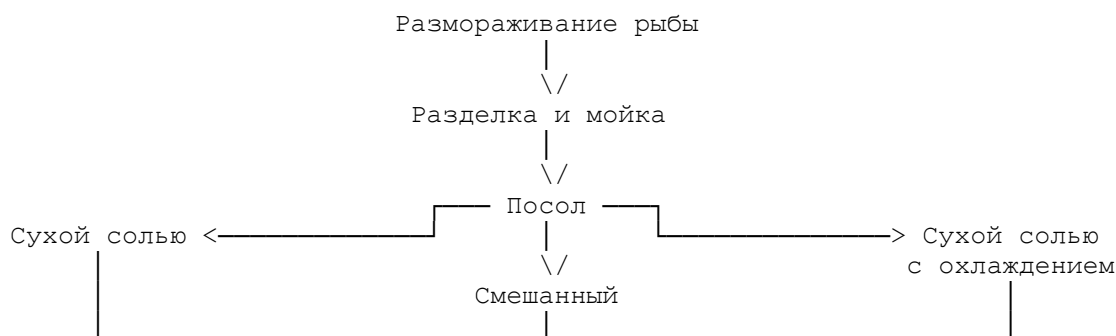 Размораживание рыбы
Разделка и мойка
Посол
Сухой солью
Сухой солью
с охлаждением
Смешанный